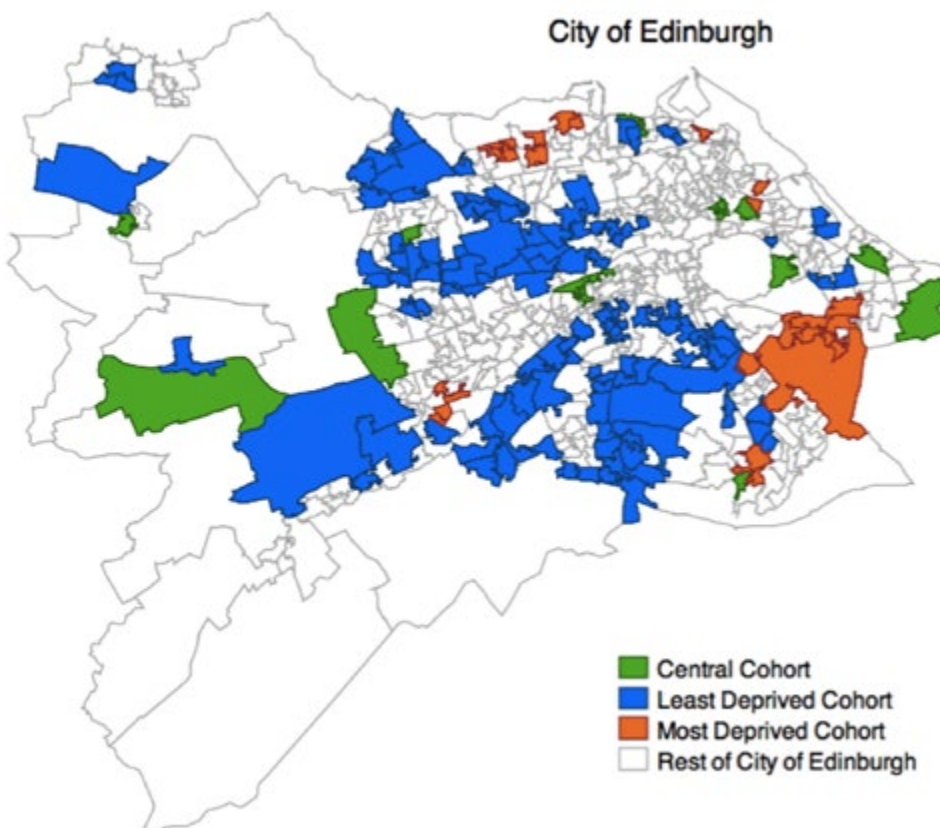 City of Edinburgh
Central Cohort
Least Deprived Cohort
Most Deprived Cohort
Rest of City of Edinburgh